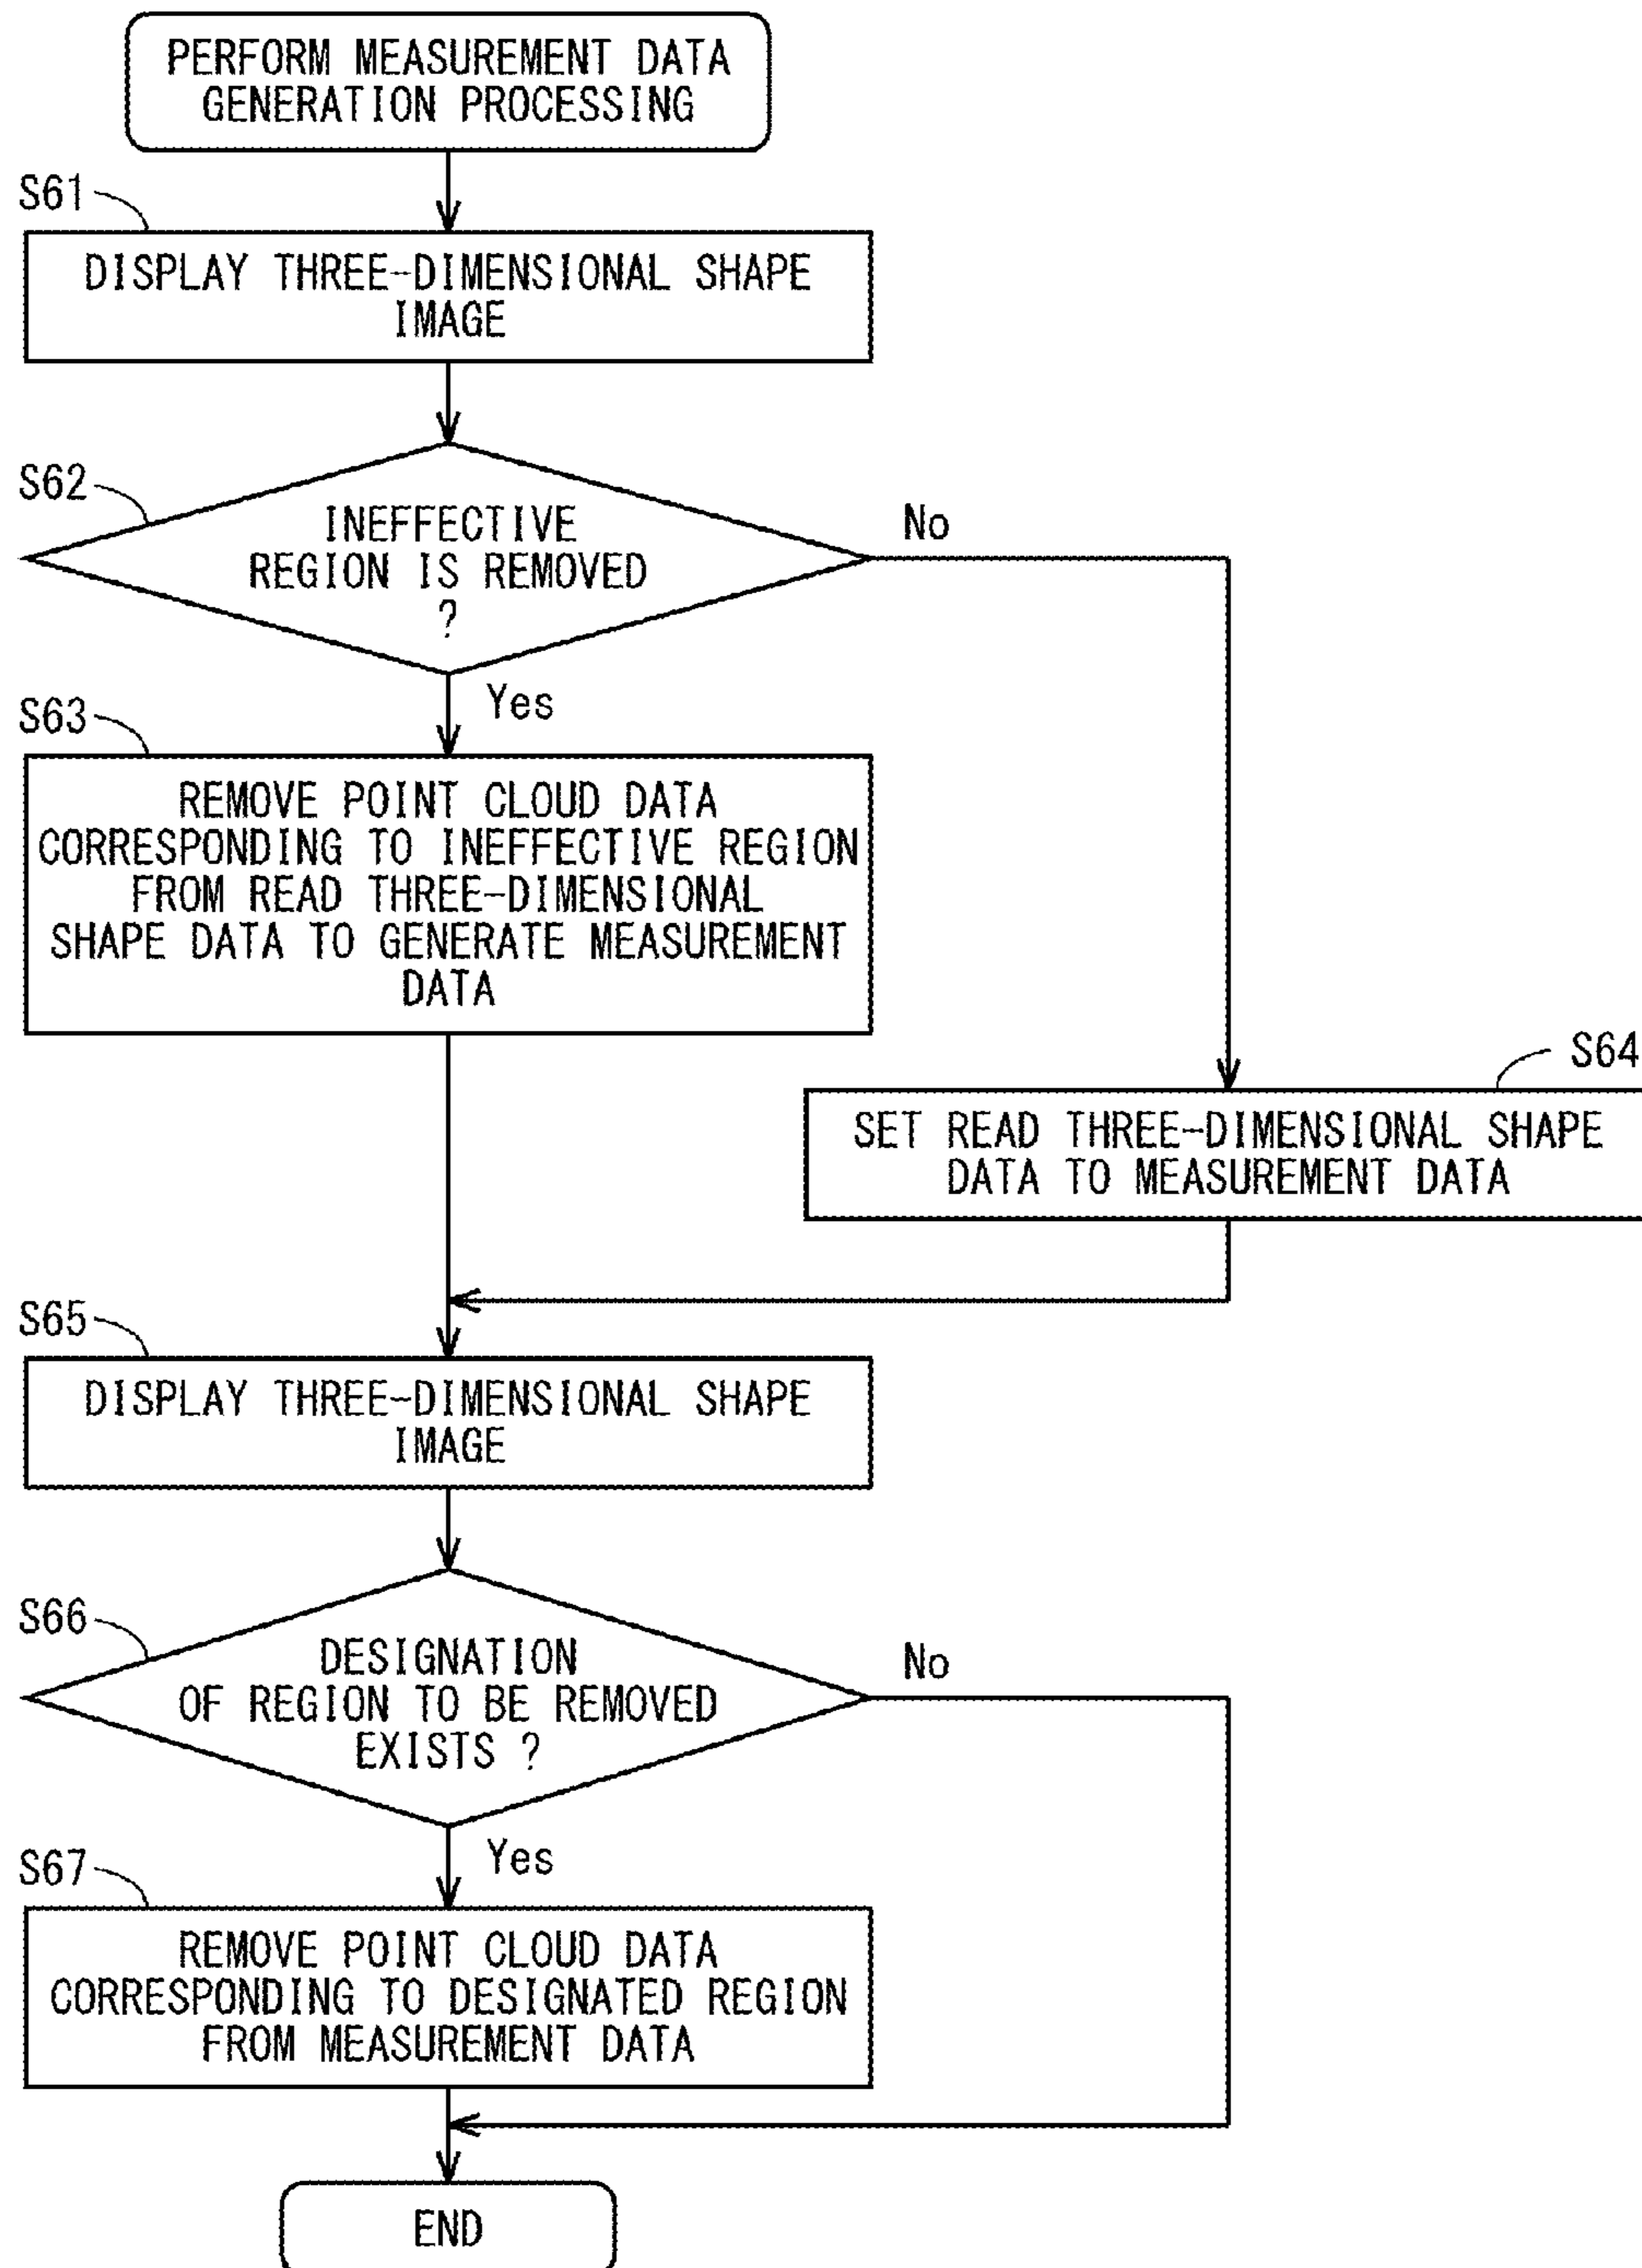 PERFORM MEASUREMENT DATA
GENERATION PROCESSING
S61
DISPLAY THREE-DIMENSIONAL SHAPE
IMAGE
S62
INEFFECTIVE
REGION IS REMOVED
?
No
Yes
S63
REMOVE POINT CLOUD DATA
CORRESPONDING TO INEFFECTIVE REGION
FROM READ THREE-DIMENSIONAL
SHAPE DATA TO GENERATE MEASUREMENT
DATA
S64
SET READ THREE-DIMENSIONAL SHAPE
DATA TO MEASUREMENT DATA
S65
DISPLAY THREE-DIMENSIONAL SHAPE
IMAGE
S66
DESIGNATION
OF REGION TO BE REMOVED
EXISTS ?
No
Yes
S67
REMOVE POINT CLOUD DATA
CORRESPONDING TO DESIGNATED REGION
FROM MEASUREMENT DATA
END